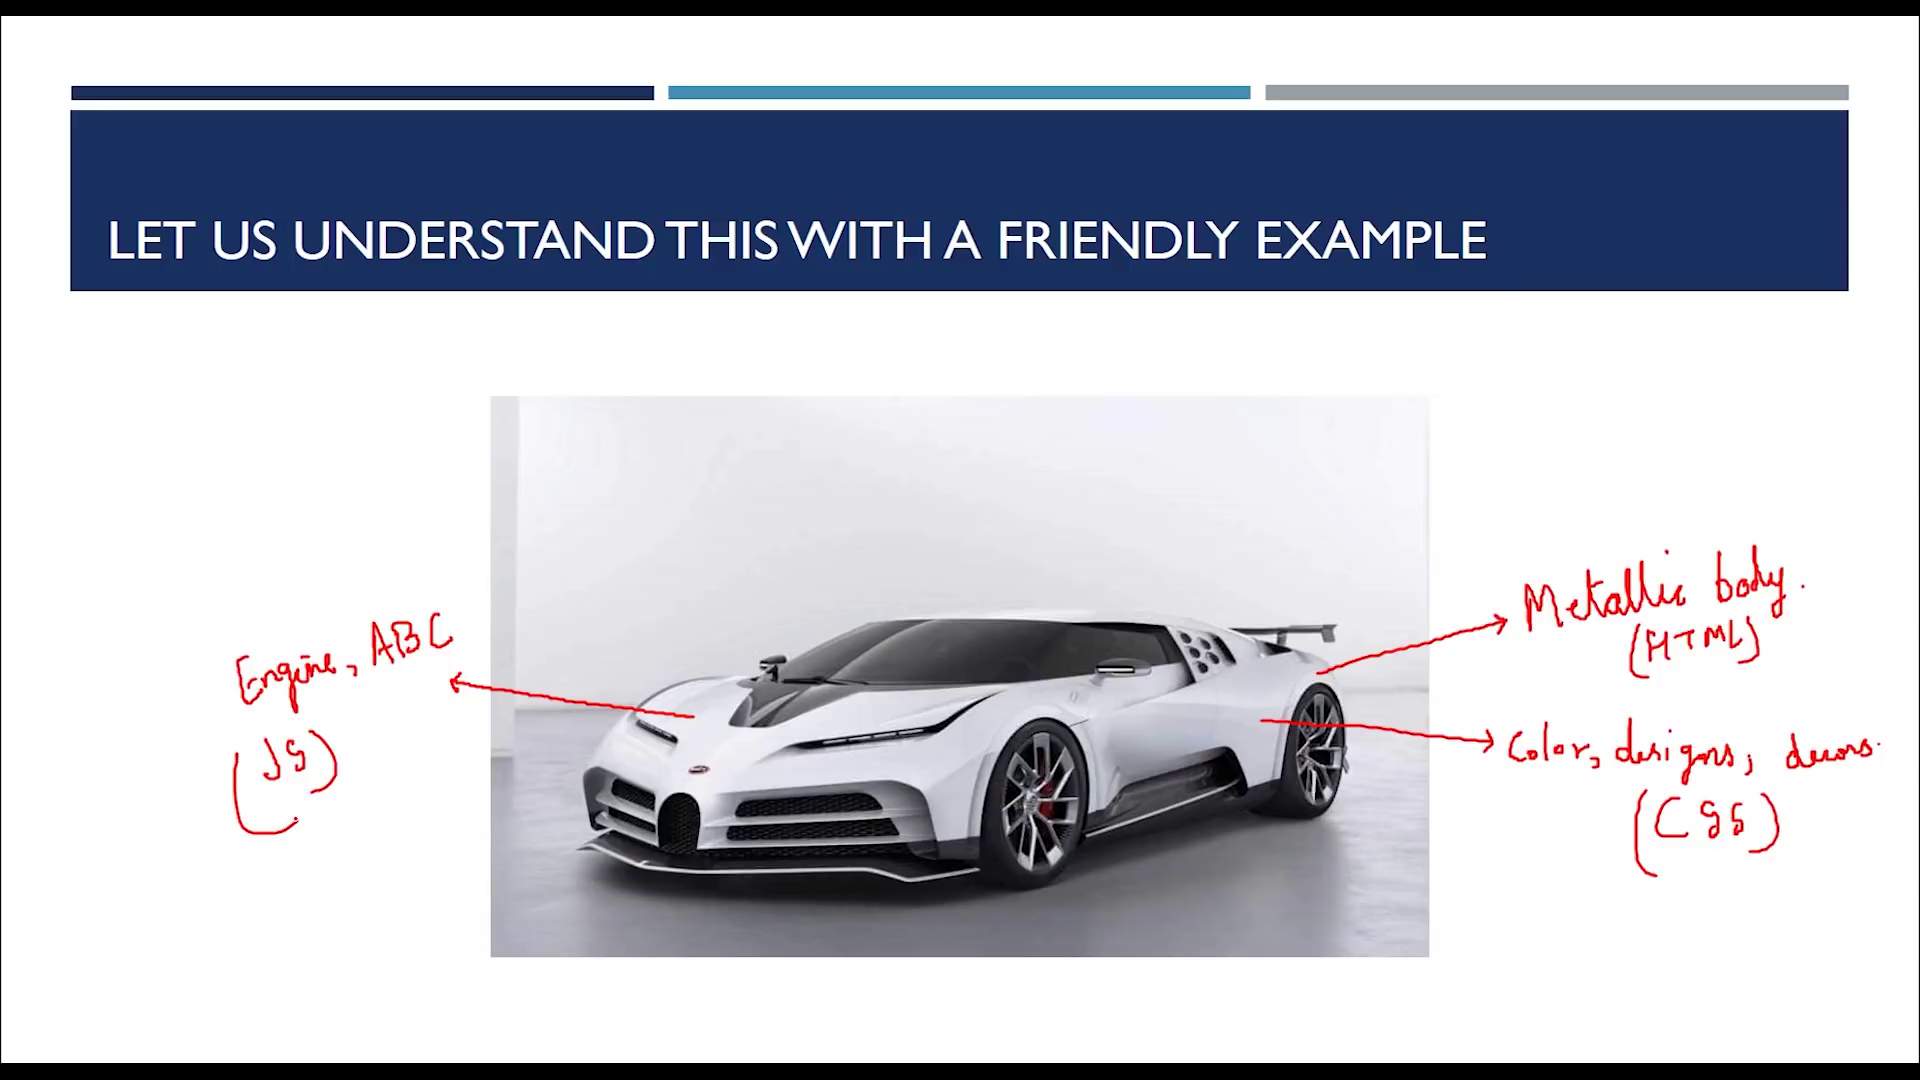 LET US UNDERSTAND THIS WITH A FRIENDLY EXAMPLE
Engine, ABC
(JS)
Metallic body.
(HTML)
Color, designs, decors.
(CSS)